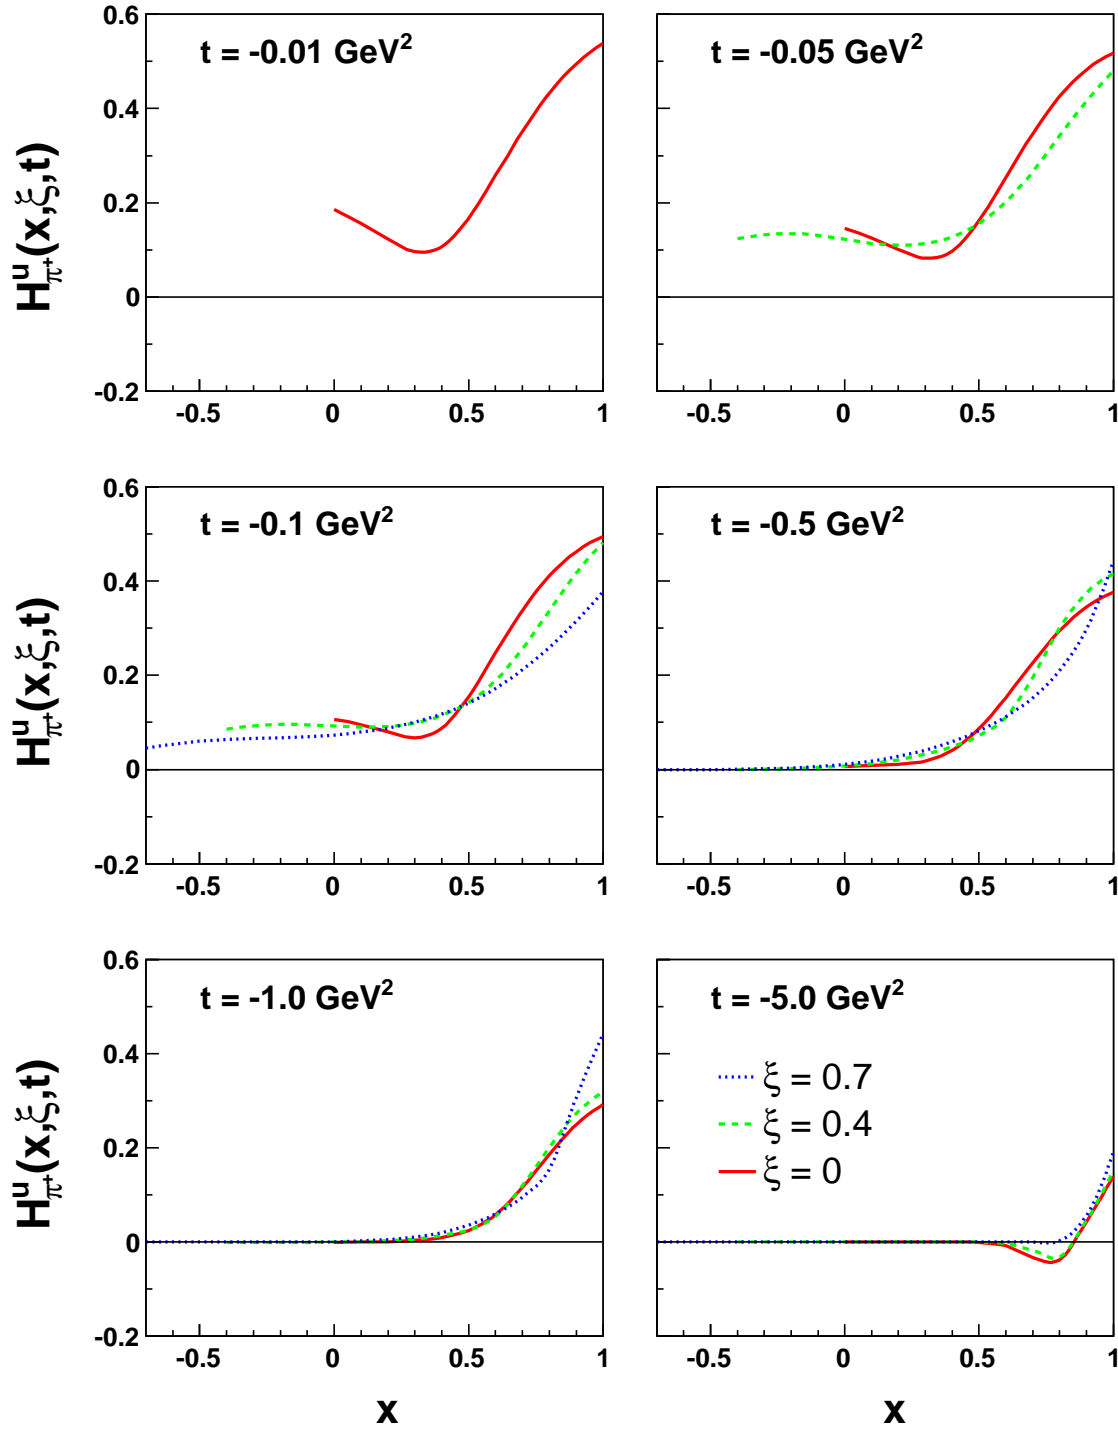 t = -0.01 GeV²
t = -0.05 GeV²
H^u_π⁺(x,ξ,t)
0.6
0.4
0.2
0
-0.2
-0.5 0 0.5 1
-0.5 0 0.5 1
t = -0.1 GeV²
t = -0.5 GeV²
H^u_π⁺(x,ξ,t)
0.6
0.4
0.2
0
-0.2
-0.5 0 0.5 1
-0.5 0 0.5 1
t = -1.0 GeV²
t = -5.0 GeV²
H^u_π⁺(x,ξ,t)
0.6
0.4
0.2
0
-0.2
ξ = 0.7
ξ = 0.4
ξ = 0
-0.5 0 0.5 1
-0.5 0 0.5 1
x
x